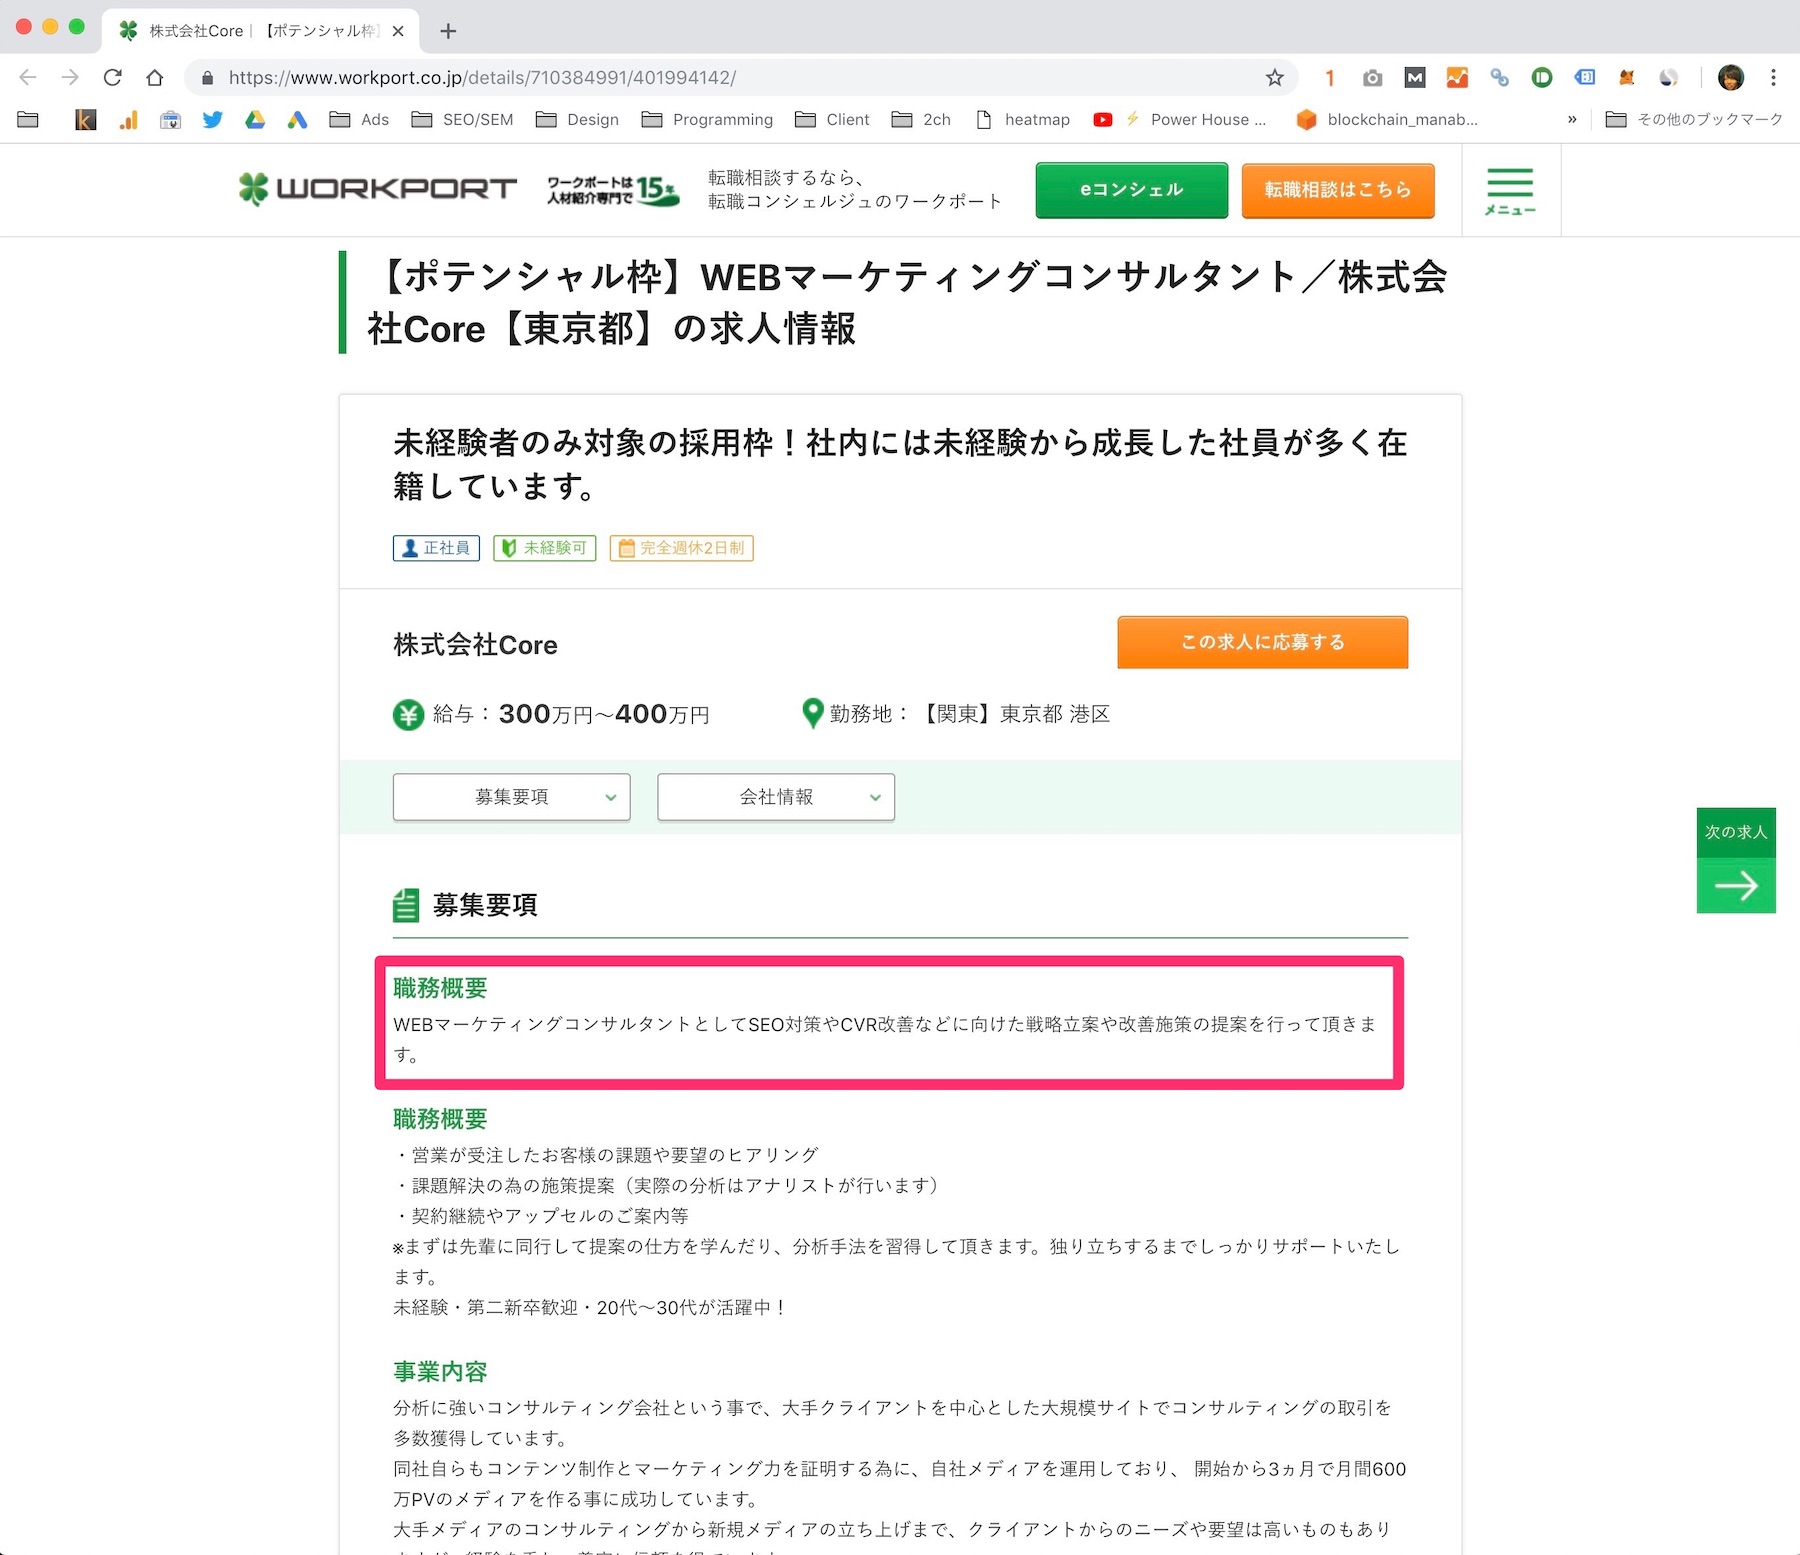 株式会社Core｜【ポテンシャル枠】
https://www.workport.co.jp/details/710384991/401994142/
Ads
SEO/SEM
Design
Programming
Client
2ch
heatmap
Power House ...
blockchain_manab...
»
その他のブックマーク
WORKPORT
ワークポートは
人材紹介専門で15年
転職相談するなら、
転職コンシェルジュのワークポート
eコンシェル
転職相談はこちら
メニュー
【ポテンシャル枠】WEBマーケティングコンサルタント／株式会
社Core【東京都】の求人情報
未経験者のみ対象の採用枠！社内には未経験から成長した社員が多く在
籍しています。
正社員
未経験可
完全週休2日制
株式会社Core
この求人に応募する
給与：300万円～400万円
勤務地：【関東】東京都 港区
募集要項
会社情報
次の求人
募集要項
職務概要
WEBマーケティングコンサルタントとしてSEO対策やCVR改善などに向けた戦略立案や改善施策の提案を行って頂きま
す。
職務概要
・営業が受注したお客様の課題や要望のヒアリング
・課題解決の為の施策提案（実際の分析はアナリストが行います）
・契約継続やアップセルのご案内等
※まずは先輩に同行して提案の仕方を学んだり、分析手法を習得して頂きます。独り立ちするまでしっかりサポートいたし
ます。
未経験・第二新卒歓迎・20代～30代が活躍中！
事業内容
分析に強いコンサルティング会社という事で、大手クライアントを中心とした大規模サイトでコンサルティングの取引を
多数獲得しています。
同社自らもコンテンツ制作とマーケティング力を証明する為に、自社メディアを運用しており、 開始から3ヵ月で月間600
万PVのメディアを作る事に成功しています。
大手メディアのコンサルティングから新規メディアの立ち上げまで、クライアントからのニーズや要望は高いものもあり